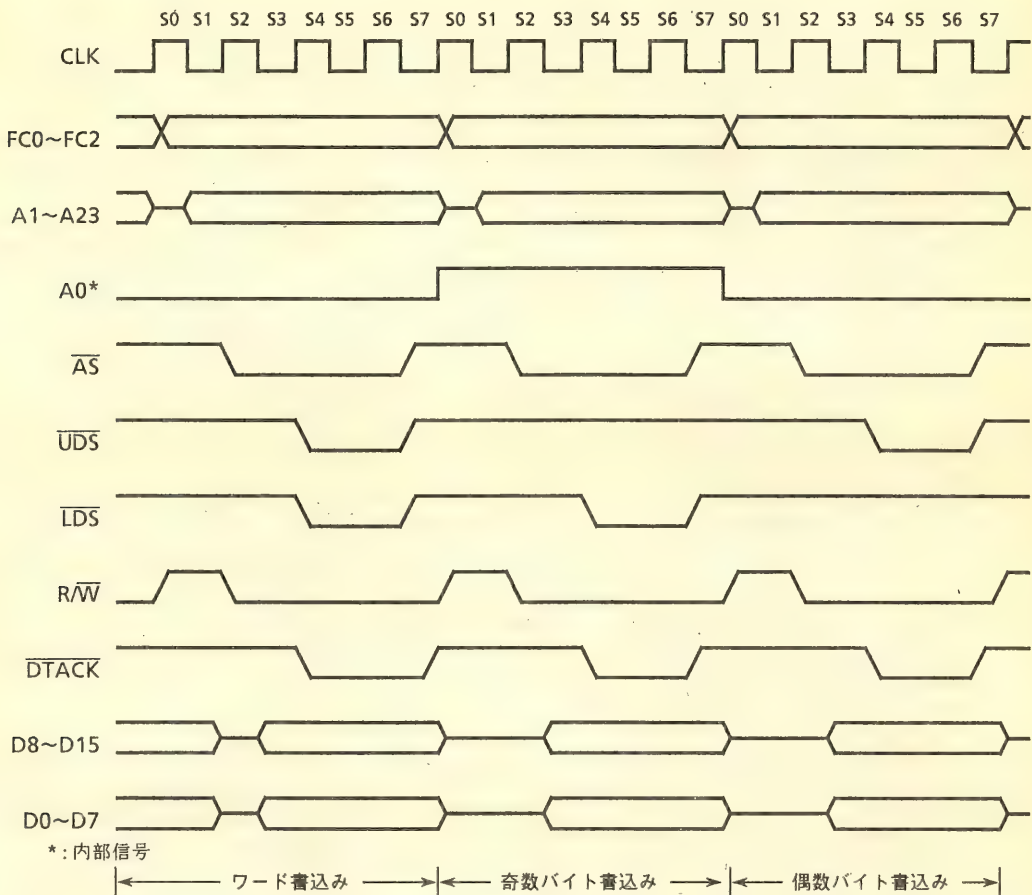 S0 S1 S2 S3 S4 S5 S6 S7 S0 S1 S2 S3 S4 S5 S6 S7 S0 S1 S2 S3 S4 S5 S6 S7
CLK
FC0~FC2
A1~A23
A0*
AS
UDS
LDS
R/W
DTACK
D8~D15
D0~D7
*:内部信号
ワード書込み 奇数バイト書込み 偶数バイト書込み